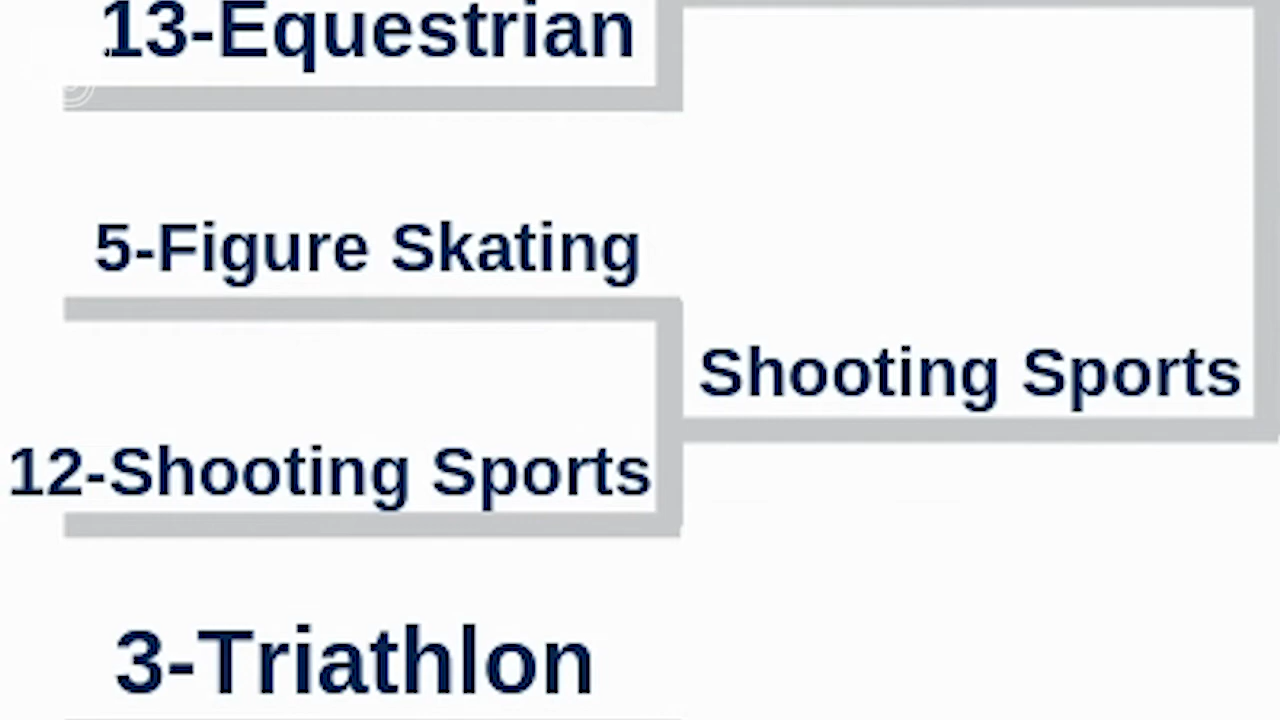 13-Equestrian
5-Figure Skating
Shooting Sports
12-Shooting Sports
3-Triathlon